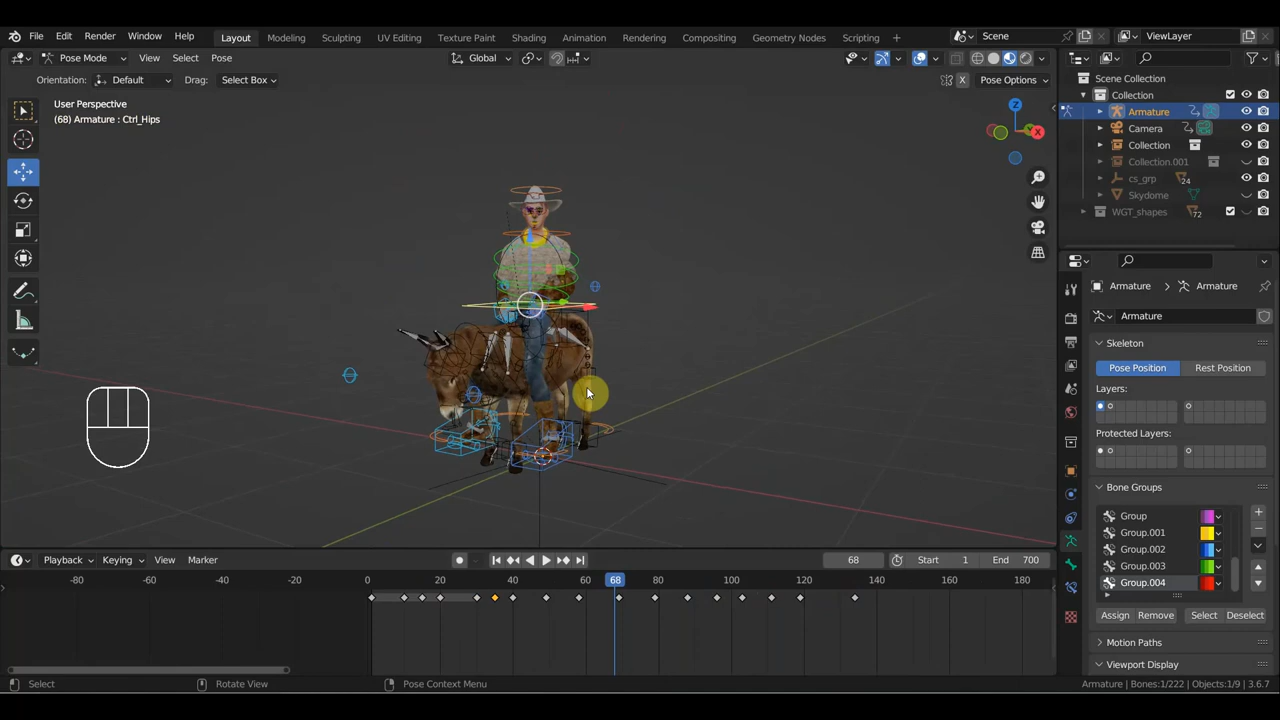 File Edit Render Window Help Layout Modeling Sculpting UV Editing Texture Paint Shading Animation Rendering Compositing Geometry Nodes Scripting + Scene ViewLayer
Pose Mode View Select Pose Global
Orientation: Default Drag: Select Box X Pose Options
User Perspective
(68) Armature : Ctrl_Hips
Z
X
Scene Collection
Collection
Armature
Camera
Collection
Collection.001
cs_grp 24
Skydome
WGT_shapes 72
Armature > Armature
Armature
Skeleton
Pose Position Rest Position
Layers:
Protected Layers:
Bone Groups
Group
Group.001
Group.002
Group.003
Group.004
Assign Remove Select Deselect
Motion Paths
Viewport Display
Playback Keying View Marker 68 Start 1 End 700
-80 -60 -40 -20 0 20 40 68 80 100 120 140 160 180
Select Rotate View Pose Context Menu Armature | Bones:1/222 | Objects:1/9 | 3.6.7